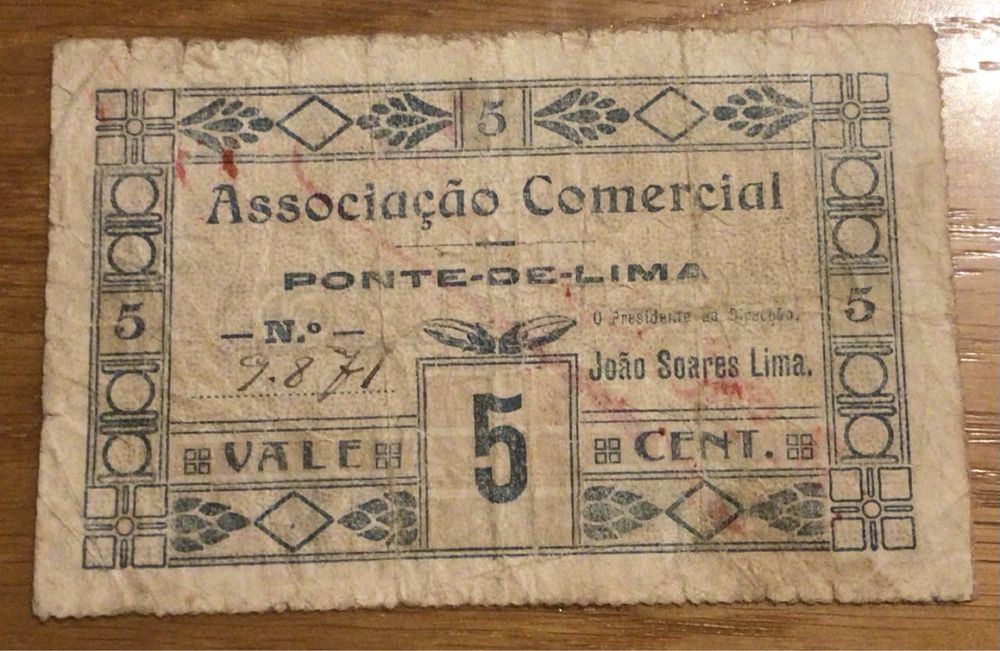 5
Associação Comercial
PONTE-DE-LIMA
— N.º —
9.871
O Presidente da Direcção,
João Soares Lima.
5
5
VALE
5
CENT.